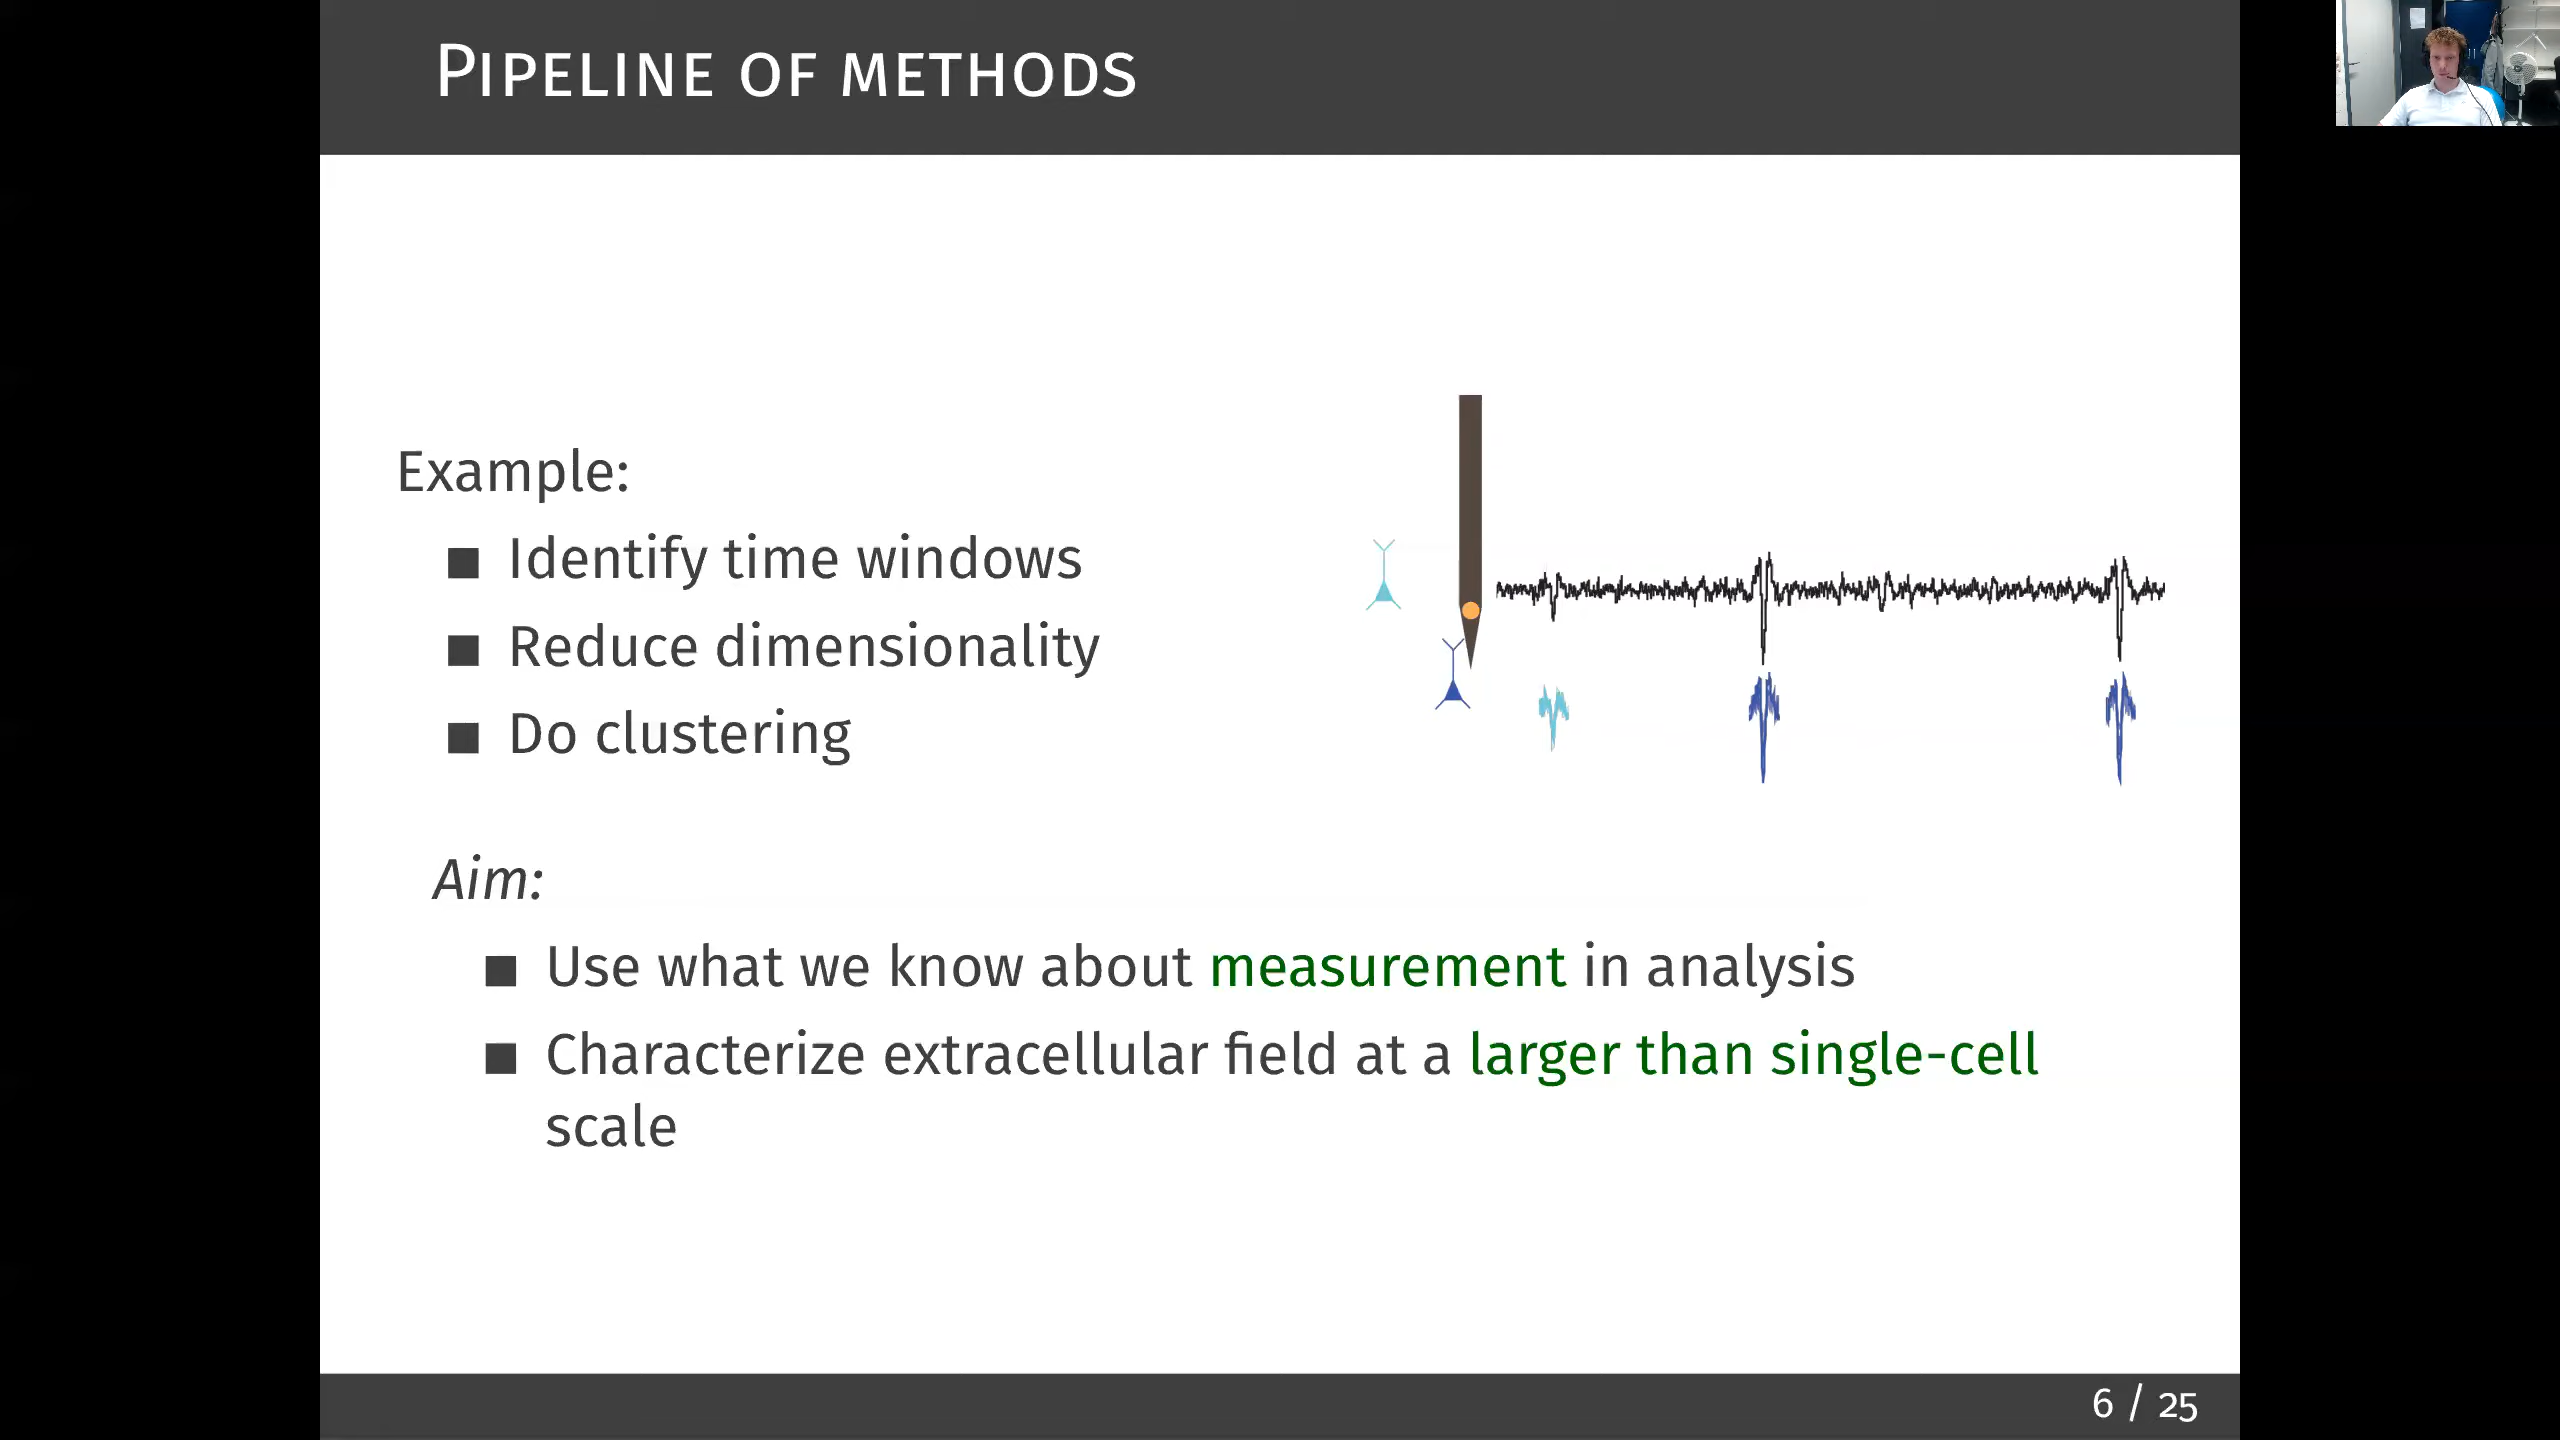 Pipeline of methods
Example:
Identify time windows
Reduce dimensionality
Do clustering
Aim:
Use what we know about measurement in analysis
Characterize extracellular field at a larger than single-cell
scale
6 / 25